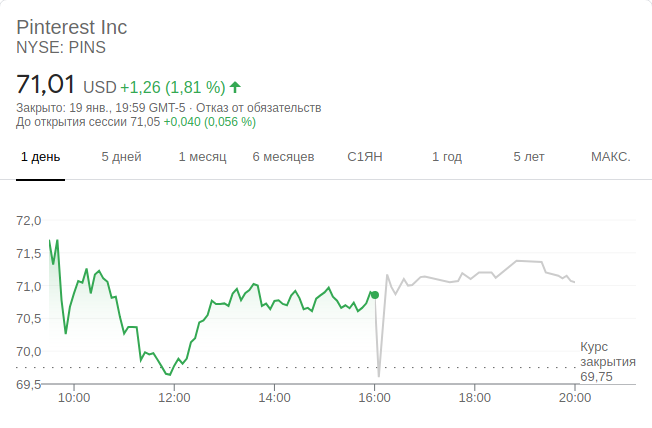 Pinterest Inc
NYSE: PINS
71,01 USD +1,26 (1,81 %)
Закрыто: 19 янв., 19:59 GMT-5 · Отказ от обязательств
До открытия сессии 71,05 +0,040 (0,056 %)
1 день 5 дней 1 месяц 6 месяцев С1ЯН 1 год 5 лет МАКС.
72,0
71,5
71,0
70,5
70,0
69,5
Курс
закрытия
69,75
10:00 12:00 14:00 16:00 18:00 20:00